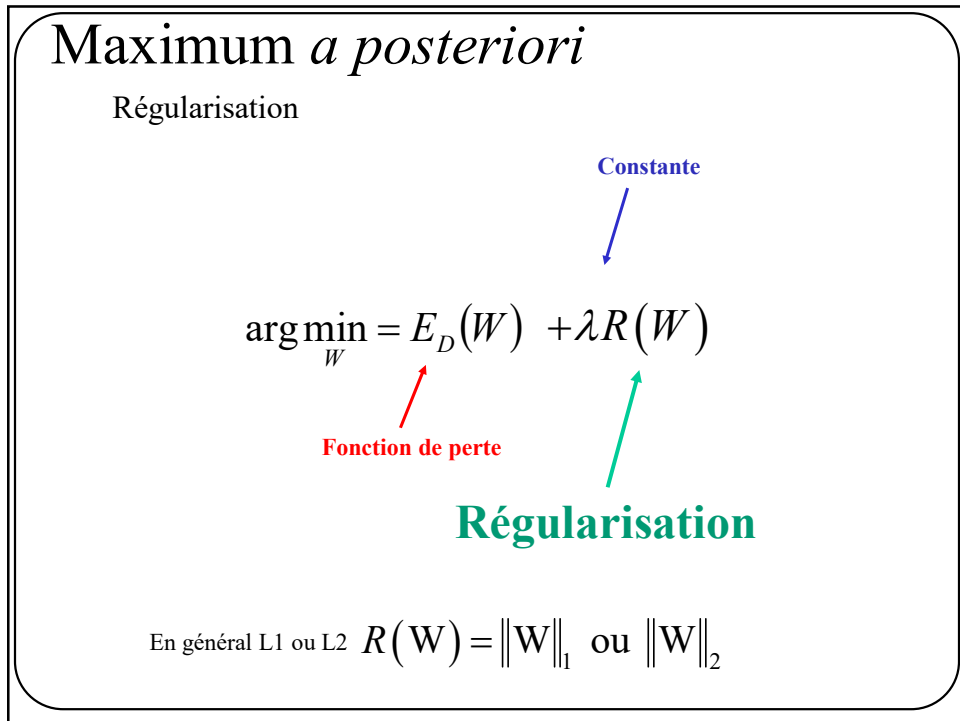 Maximum a posteriori
Régularisation
Constante
arg min = E_D(W) + λR(W)
W
Fonction de perte
Régularisation
En général L1 ou L2 R(W) = ‖W‖₁ ou ‖W‖₂